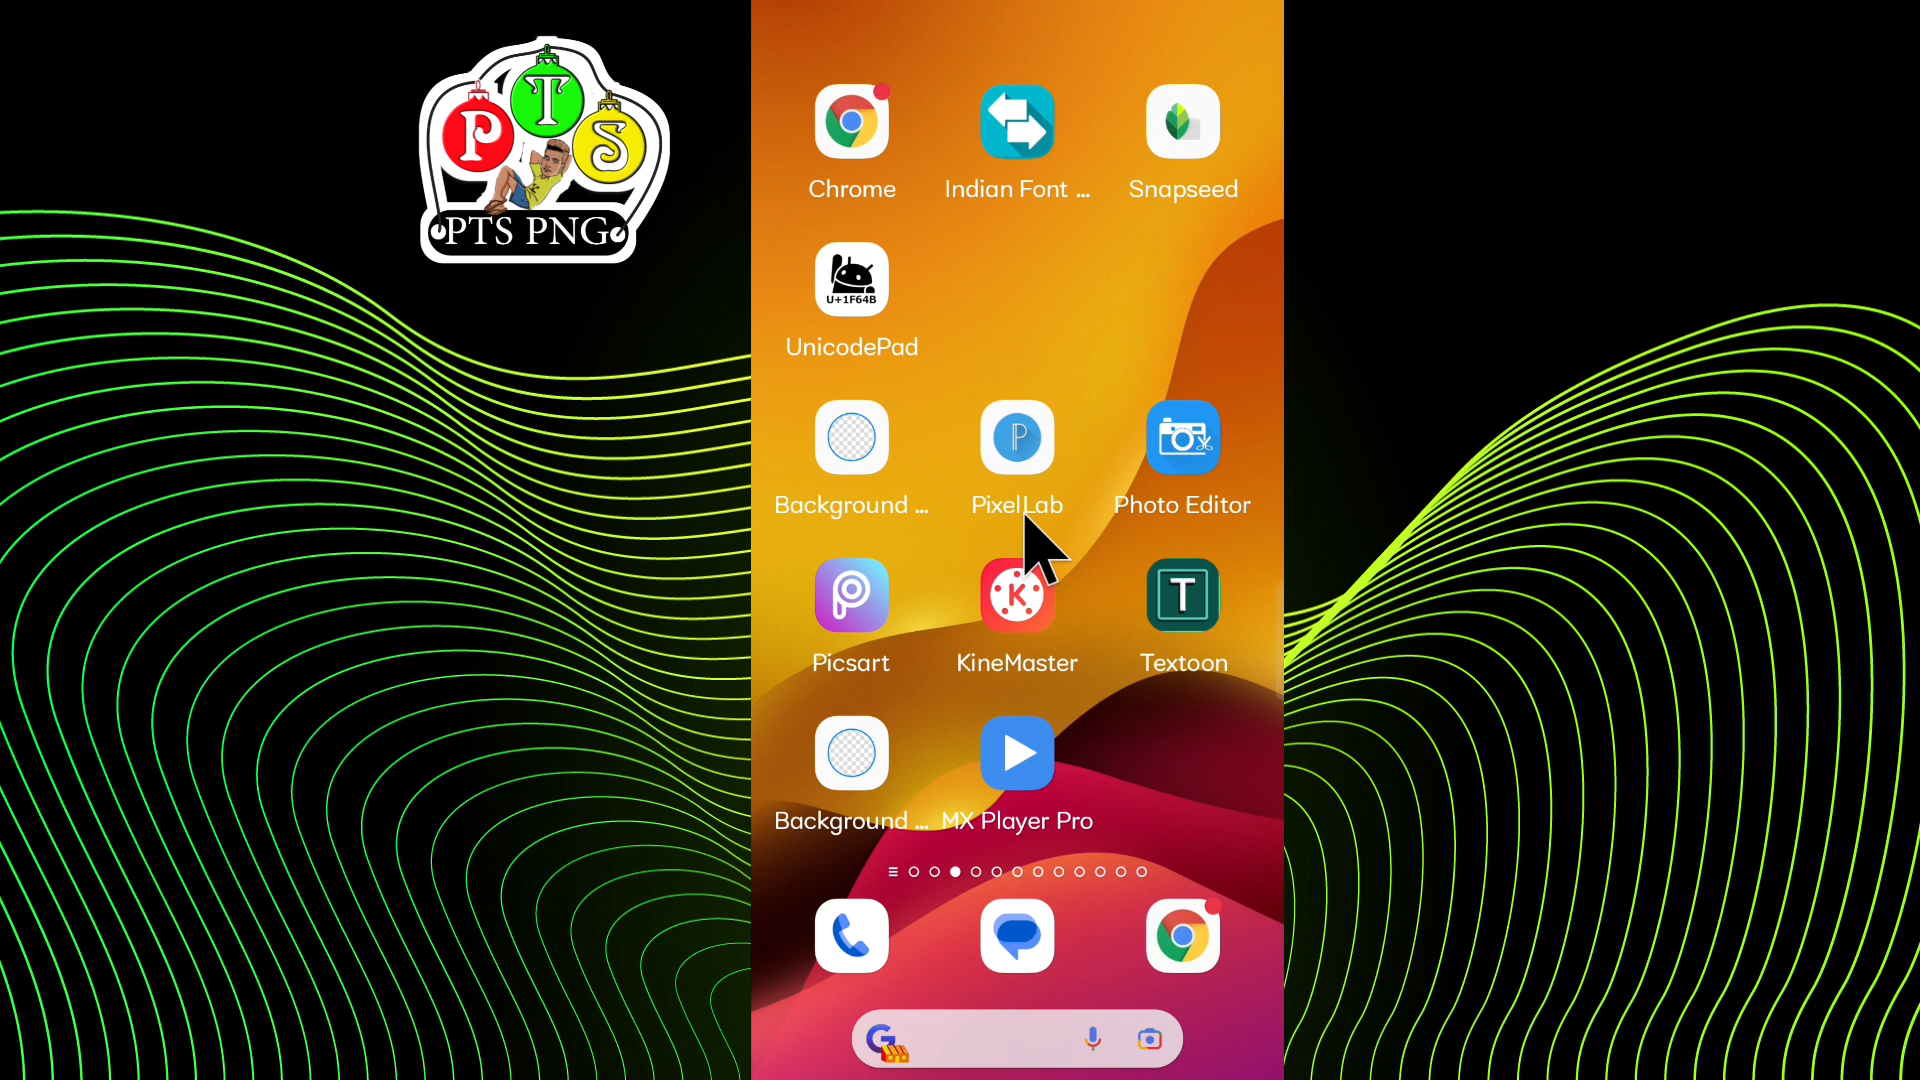 P T S
PTS PNG
Chrome
Indian Font ...
Snapseed
U+1F64B
UnicodePad
P
Background ...
PixelLab
Photo Editor
K
T
Picsart
KineMaster
Textoon
Background ...
MX Player Pro
G